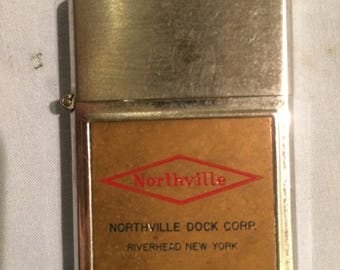 Northville
NORTHVILLE DOCK CORP.
RIVERHEAD NEW YORK